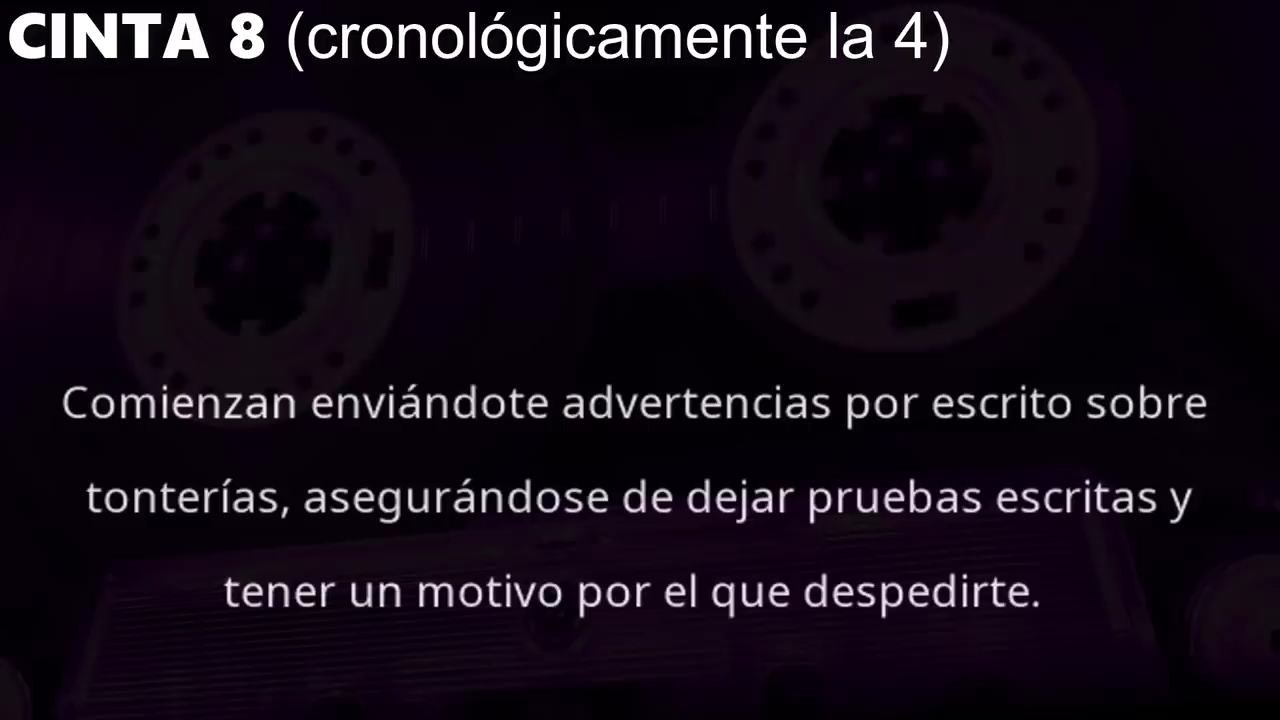 CINTA 8 (cronológicamente la 4)
Comienzan enviándote advertencias por escrito sobre
tonterías, asegurándose de dejar pruebas escritas y
tener un motivo por el que despedirte.